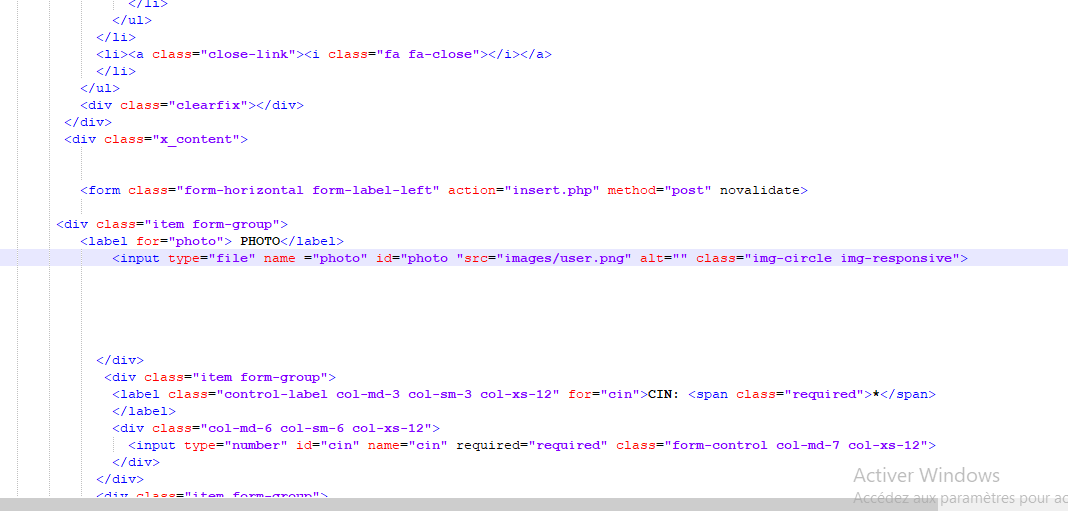 </li>
</ul>
</li>
<li><a class="close-link"><i class="fa fa-close"></i></a>
</li>
</ul>
<div class="clearfix"></div>
</div>
<div class="x_content">
<form class="form-horizontal form-label-left" action="insert.php" method="post" novalidate>
<div class="item form-group">
<label for="photo"> PHOTO</label>
<input type="file" name ="photo" id="photo "src="images/user.png" alt="" class="img-circle img-responsive">
</div>
<div class="item form-group">
<label class="control-label col-md-3 col-sm-3 col-xs-12" for="cin">CIN: <span class="required">*</span>
</label>
<div class="col-md-6 col-sm-6 col-xs-12">
<input type="number" id="cin" name="cin" required="required" class="form-control col-md-7 col-xs-12">
</div>
</div>
<div class="item form-group">
Activer Windows
Accédez aux paramètres pour ac